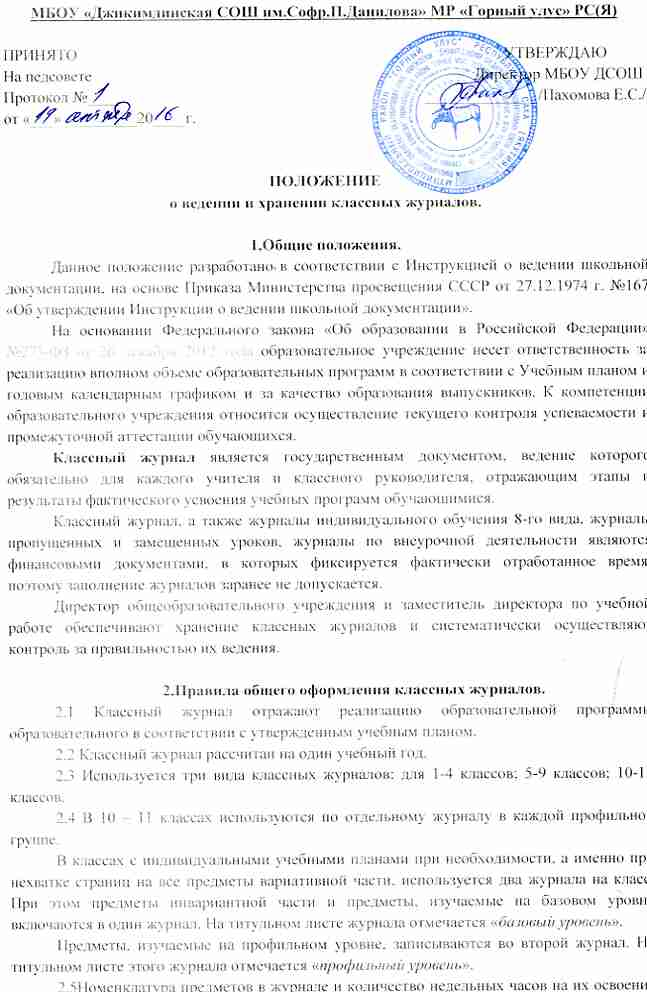 МБОУ «Джикимдинская СОШ им.Софр.П.Данилова» МР «Горный улус» РС(Я)
ПРИНЯТО
УТВЕРЖДАЮ
На педсовете
Директор МБОУ ДСОШ
Протокол № 1
/Пахомова Е.С./
от «19» 2016 г.
ПОЛОЖЕНИЕ
о ведении и хранении классных журналов.
1.Общие положения.
Данное положение разработано в соответствии с Инструкцией о ведении школьной
документации, на основе Приказа Министерства просвещения СССР от 27.12.1974 г. №167
«Об утверждении Инструкции о ведении школьной документации».
На основании Федерального закона «Об образовании в Российской Федерации»
№273-ФЗ от 26 декабря 2012 года образовательное учреждение несет ответственность за
реализацию вполном объеме образовательных программ в соответствии с Учебным планом и
годовым календарным графиком и за качество образования выпускников. К компетенции
образовательного учреждения относится осуществление текущего контроля успеваемости и
промежуточной аттестации обучающихся.
Классный журнал является государственным документом, ведение которого
обязательно для каждого учителя и классного руководителя, отражающим этапы и
результаты фактического усвоения учебных программ обучающимися.
Классный журнал, а также журналы индивидуального обучения 8-го вида, журналы
пропущенных и замещенных уроков, журналы по внеурочной деятельности являются
финансовыми документами, в которых фиксируется фактически отработанное время,
поэтому заполнение журналов заранее не допускается.
Директор общеобразовательного учреждения и заместитель директора по учебной
работе обеспечивают хранение классных журналов и систематически осуществляют
контроль за правильностью их ведения.
2.Правила общего оформления классных журналов.
2.1 Классный журнал отражают реализацию образовательной программы
образовательного в соответствии с утвержденным учебным планом.
2.2 Классный журнал рассчитан на один учебный год.
2.3 Используется три вида классных журналов: для 1-4 классов; 5-9 классов; 10-1
классов.
2.4 В 10 – 11 классах используются по отдельному журналу в каждой профильно
группе.
В классах с индивидуальными учебными планами при необходимости, а именно пр
нехватке страниц на все предметы вариативной части, используется два журнала на класс
При этом предметы инвариантной части и предметы, изучаемые на базовом уровн
включаются в один журнал. На титульном листе журнала отмечается «базовый уровень».
Предметы, изучаемые на профильном уровне, записываются во второй журнал. Н
титульном листе этого журнала отмечается «профильный уровень».
2.5Номенклатура предметов в журнале и количество недельных часов на их освоени